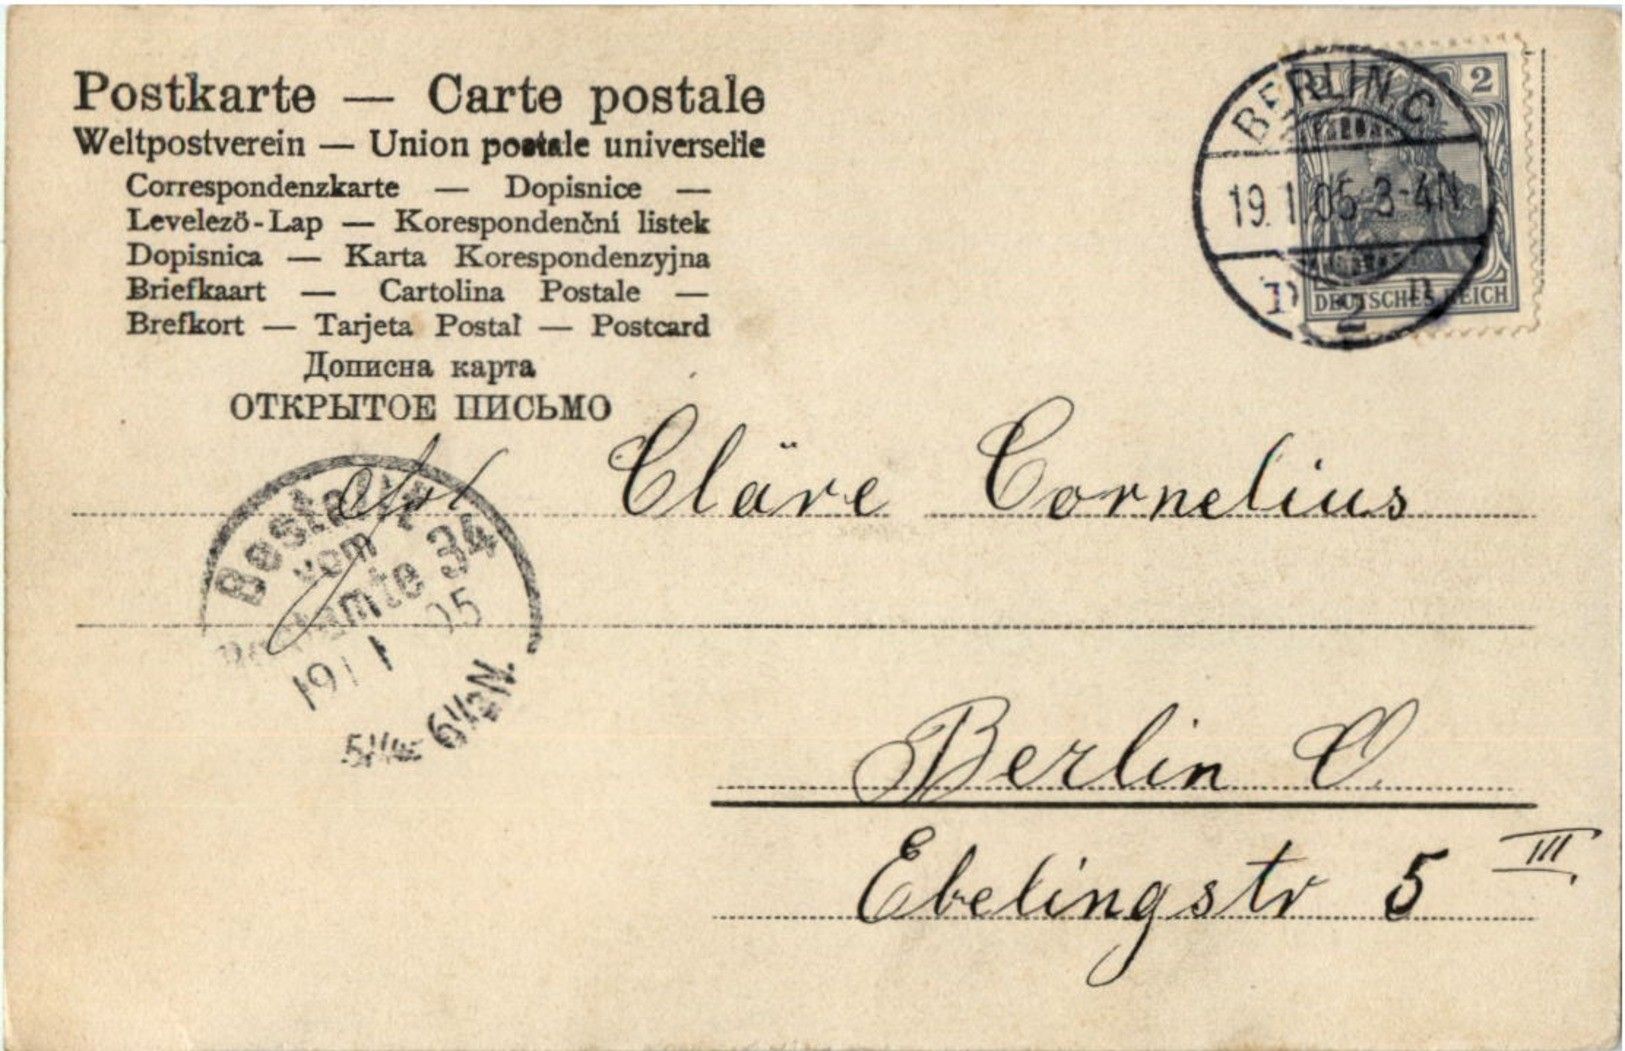 Postkarte — Carte postale
Weltpostverein — Union postale universelle
Correspondenzkarte — Dopisnice —
Levelező-Lap — Korespondenční listek
Dopisnica — Karta Korespondenzyjna
Briefkaart — Cartolina Postale —
Brefkort — Tarjeta Postal — Postcard
Дописна карта
ОТКРЫТОЕ ПИСЬМО
2 2
BERLIN C
19. 1. 05 3-4N
2
DEUTSCHES REICH
Cläre Cornelius
Bestellt
vom
Postamte 34
19 1 05
5¼-6½N
Berlin O.
Ebelingstr 5 III